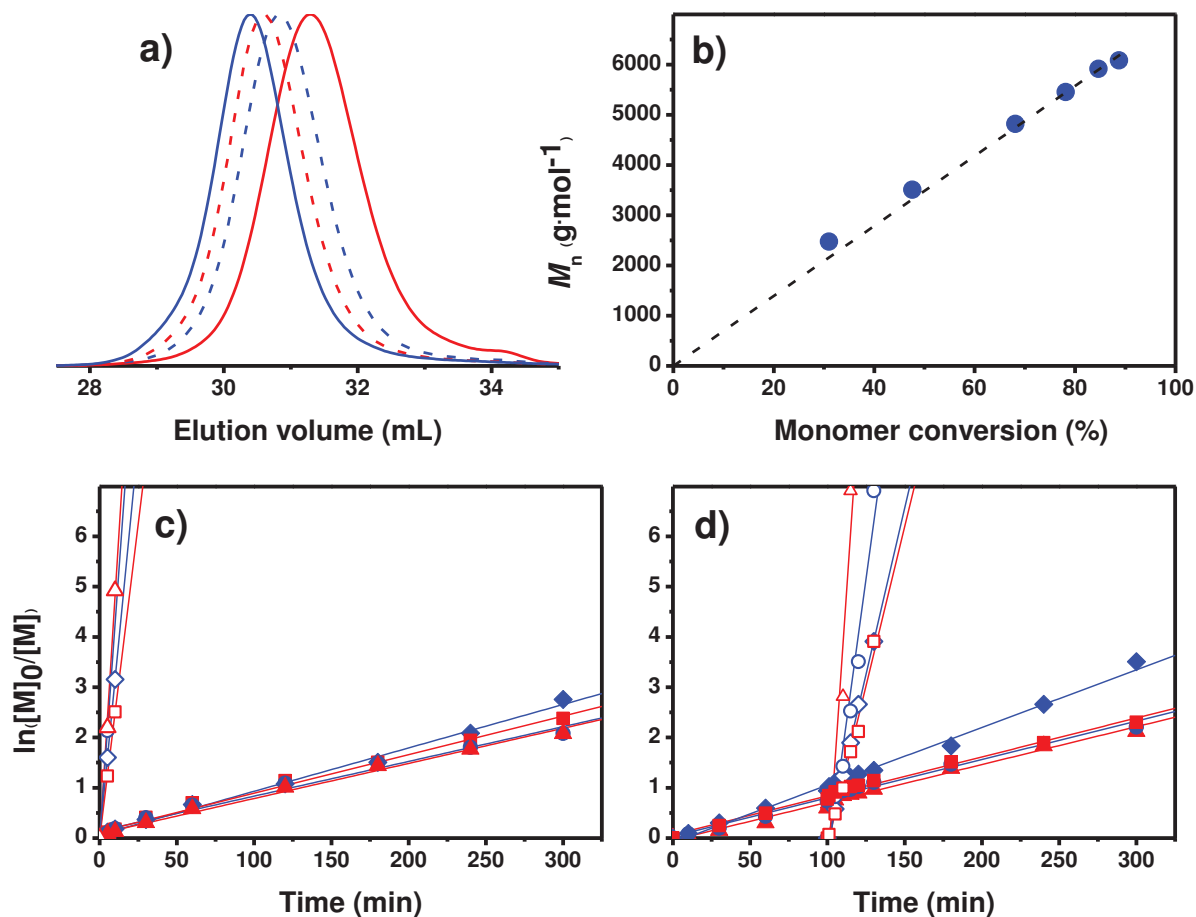 a)
28 30 32 34
Elution volume (mL)
b)
6000
5000
4000
3000
2000
1000
0
0 20 40 60 80 100
Mn (g·mol-1)
Monomer conversion (%)
c)
6
5
4
3
2
1
0
0 50 100 150 200 250 300
ln([M]0/[M])
Time (min)
d)
6
5
4
3
2
1
0
0 50 100 150 200 250 300
Time (min)